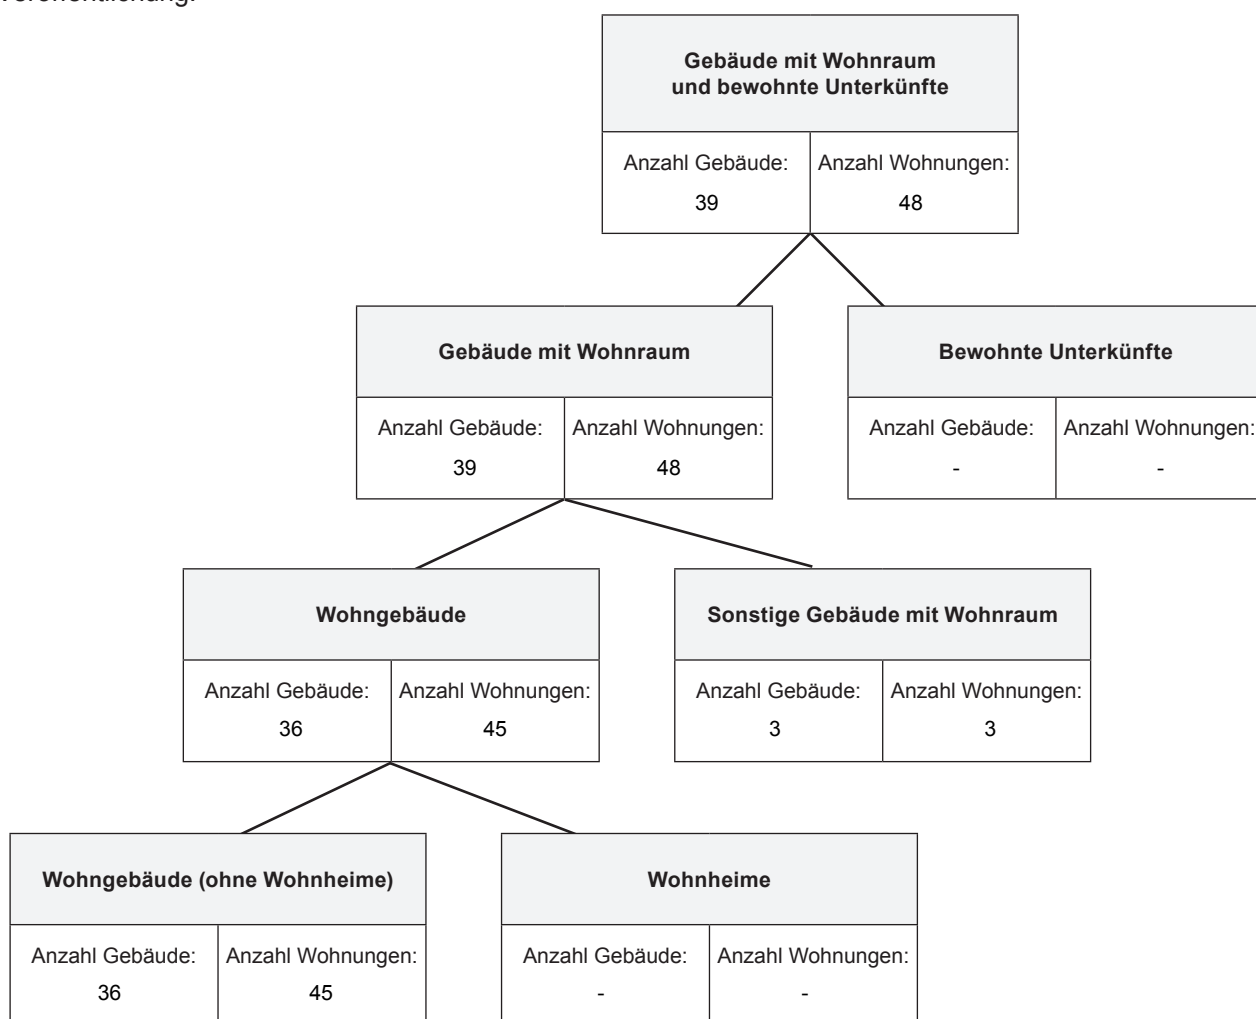 Veröffentlichung.
Gebäude mit Wohnraum
und bewohnte Unterkünfte
Anzahl Gebäude: Anzahl Wohnungen:
39 48
Gebäude mit Wohnraum
Anzahl Gebäude: Anzahl Wohnungen:
39 48
Bewohnte Unterkünfte
Anzahl Gebäude: Anzahl Wohnungen:
- -
Wohngebäude
Anzahl Gebäude: Anzahl Wohnungen:
36 45
Sonstige Gebäude mit Wohnraum
Anzahl Gebäude: Anzahl Wohnungen:
3 3
Wohngebäude (ohne Wohnheime)
Anzahl Gebäude: Anzahl Wohnungen:
36 45
Wohnheime
Anzahl Gebäude: Anzahl Wohnungen:
- -